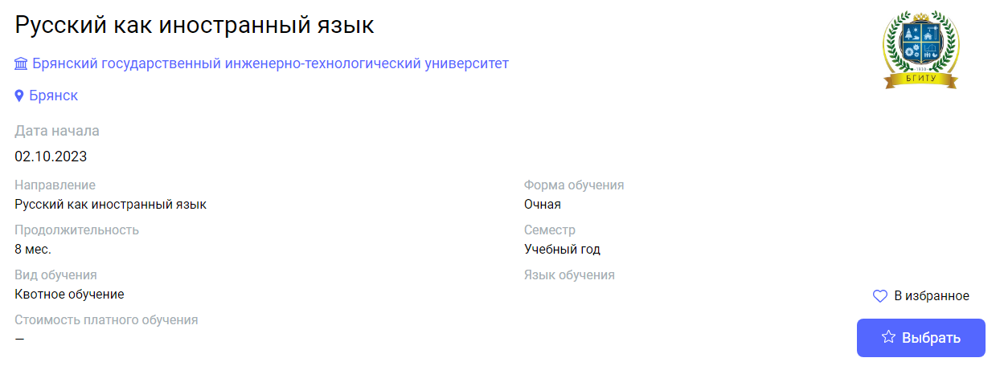 Русский как иностранный язык
Брянский государственный инженерно-технологический университет
Брянск
Дата начала
02.10.2023
Направление
Русский как иностранный язык
Форма обучения
Очная
Продолжительность
8 мес.
Семестр
Учебный год
Вид обучения
Квотное обучение
Язык обучения
Стоимость платного обучения
—
В избранное
Выбрать
1930
БГИТУ